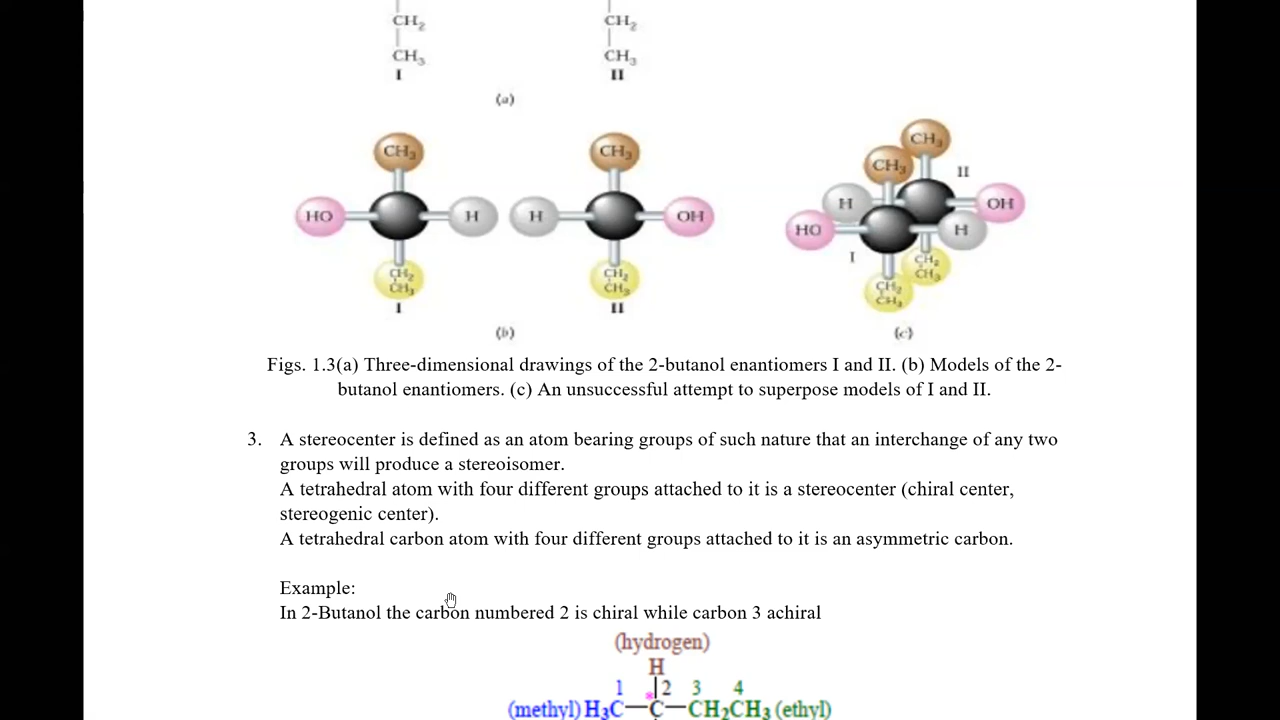 CH₂ CH₂
CH₃ CH₃
I II
(a)
CH₃ CH₃ CH₃
CH₃ II
HO H H OH H OH
HO H
I
CH₂ CH₂ CH₂
CH₃ CH₃ CH₃
CH₂
CH₃
I II
(b) (c)
Figs. 1.3(a) Three-dimensional drawings of the 2-butanol enantiomers I and II. (b) Models of the 2-
butanol enantiomers. (c) An unsuccessful attempt to superpose models of I and II.
3. A stereocenter is defined as an atom bearing groups of such nature that an interchange of any two
groups will produce a stereoisomer.
A tetrahedral atom with four different groups attached to it is a stereocenter (chiral center,
stereogenic center).
A tetrahedral carbon atom with four different groups attached to it is an asymmetric carbon.
Example:
In 2-Butanol the carbon numbered 2 is chiral while carbon 3 achiral
(hydrogen)
H
1 2 3 4
(methyl) H₃C—C—CH₂CH₃ (ethyl)
*